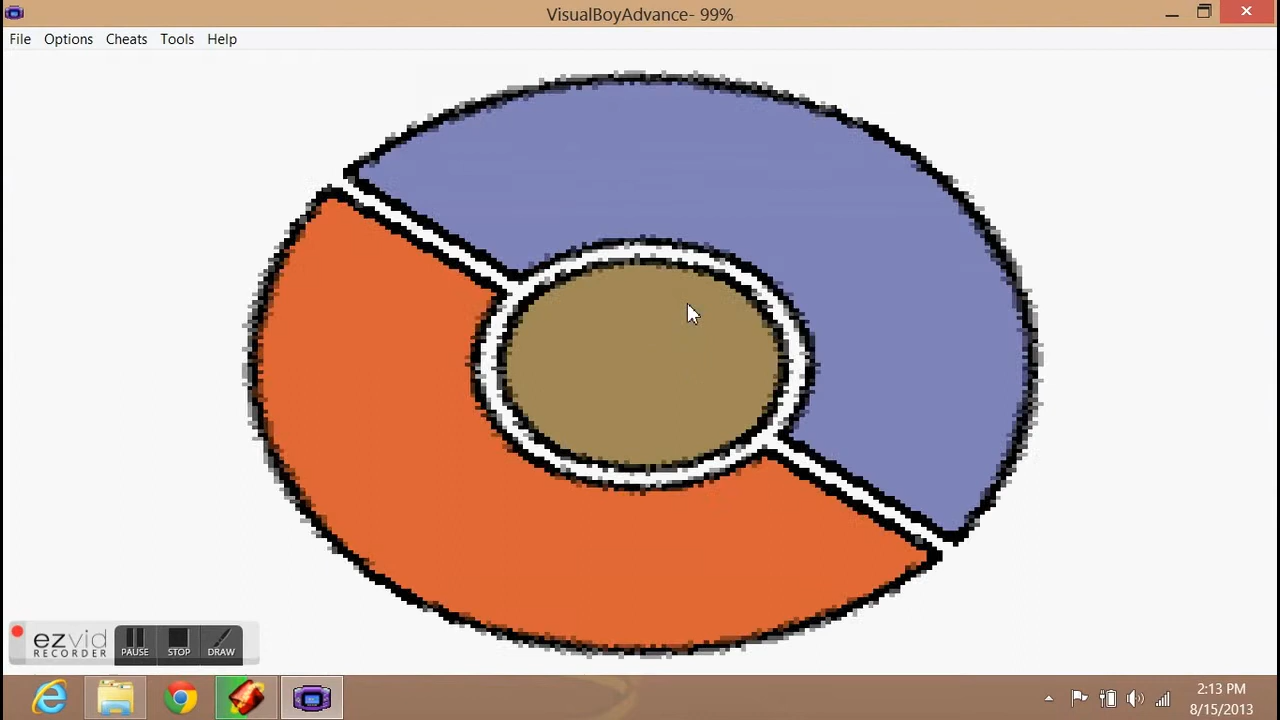 VisualBoyAdvance- 99%
File Options Cheats Tools Help
ezvid
RECORDER
PAUSE STOP DRAW
2:13 PM
8/15/2013